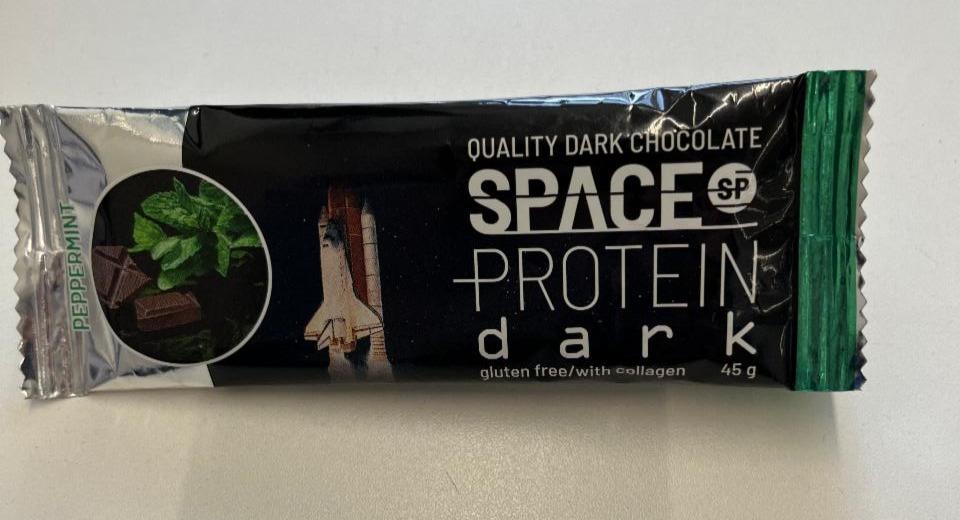 PEPPERMINT
QUALITY DARK CHOCOLATE
SPACE SP
PROTEIN
dark
gluten free/with collagen 45 g